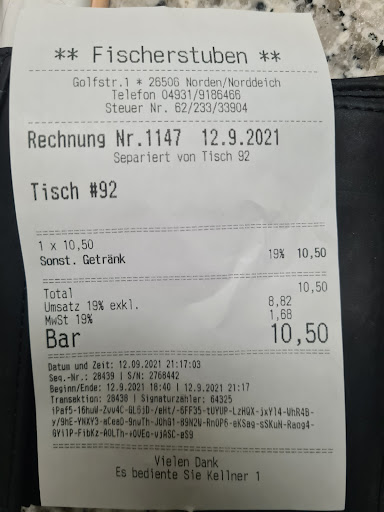 ** Fischerstuben **
Golfstr.1 * 26506 Norden/Norddeich
Telefon 04931/9186466
Steuer Nr. 62/233/33904
Rechnung Nr.1147 12.9.2021
Separiert von Tisch 92
Tisch #92
1 x 10,50
Sonst. Getränk 19% 10,50
Total 10,50
Umsatz 19% exkl. 8,82
MwSt 19% 1,68
Bar 10,50
Datum und Zeit: 12.09.2021 21:17:03
Seq.-Nr.: 28439 | S/N: 2768442
Beginn/Ende: 12.9.2021 18:40 | 12.9.2021 21:17
Transaktion: 28438 | Signaturzähler: 64325
Vielen Dank
Es bediente Sie Kellner 1